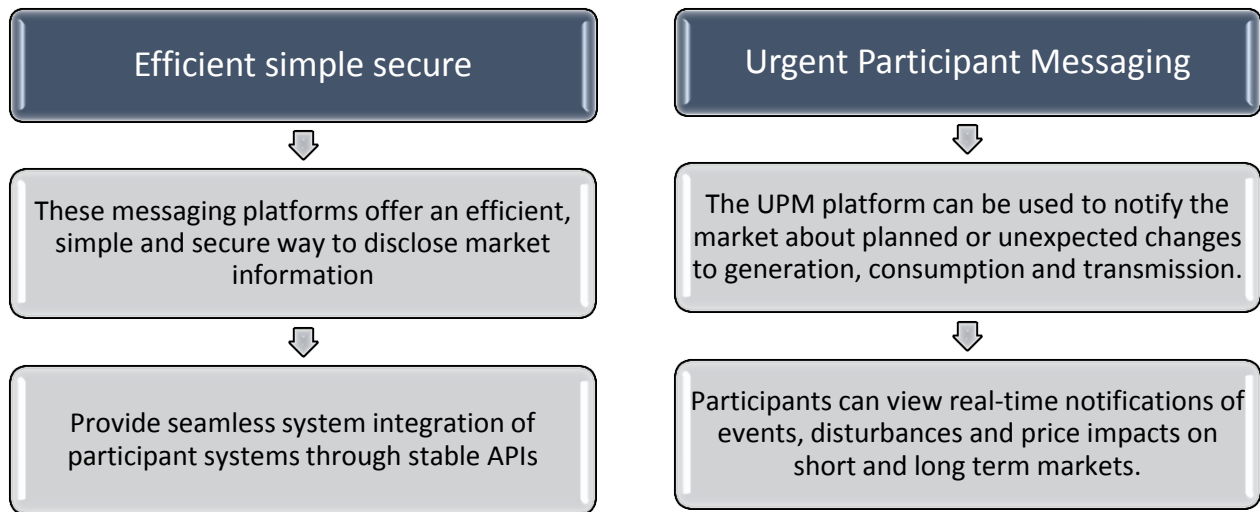 Efficient simple secure
These messaging platforms offer an efficient,
simple and secure way to disclose market
information
Provide seamless system integration of
participant systems through stable APIs
Urgent Participant Messaging
The UPM platform can be used to notify the
market about planned or unexpected changes
to generation, consumption and transmission.
Participants can view real-time notifications of
events, disturbances and price impacts on
short and long term markets.